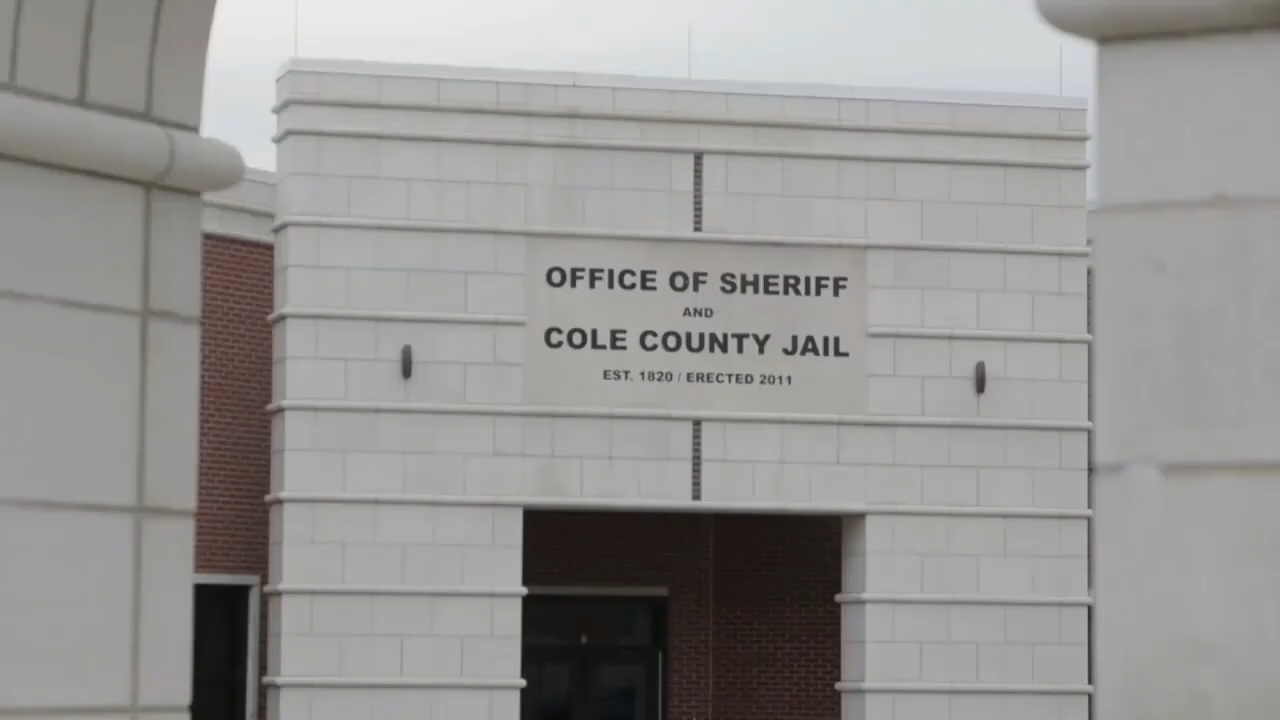 OFFICE OF SHERIFF
AND
COLE COUNTY JAIL
EST. 1820 / ERECTED 2011